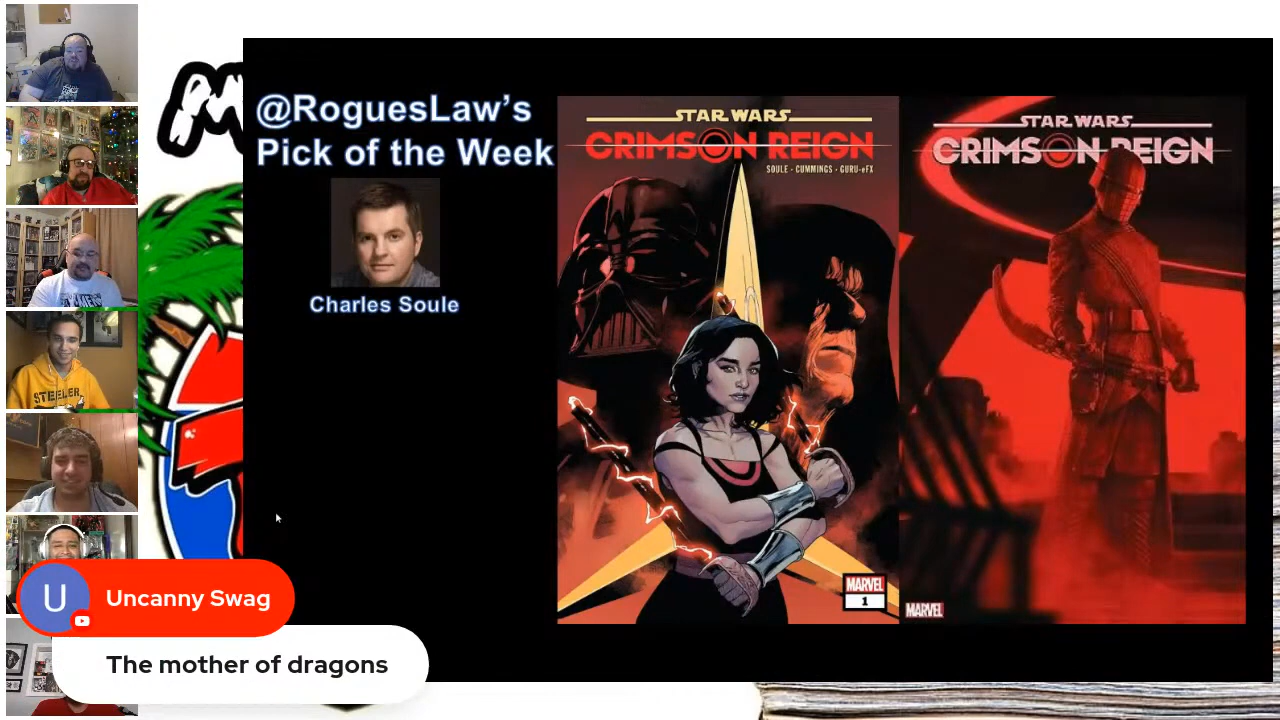 @RoguesLaw's
Pick of the Week
Charles Soule
STAR WARS
CRIMSON REIGN
SOULE · CUMMINGS · GURU-eFX
MARVEL
1
STAR WARS
CRIMSON REIGN
MARVEL
STEELER
U
Uncanny Swag
The mother of dragons